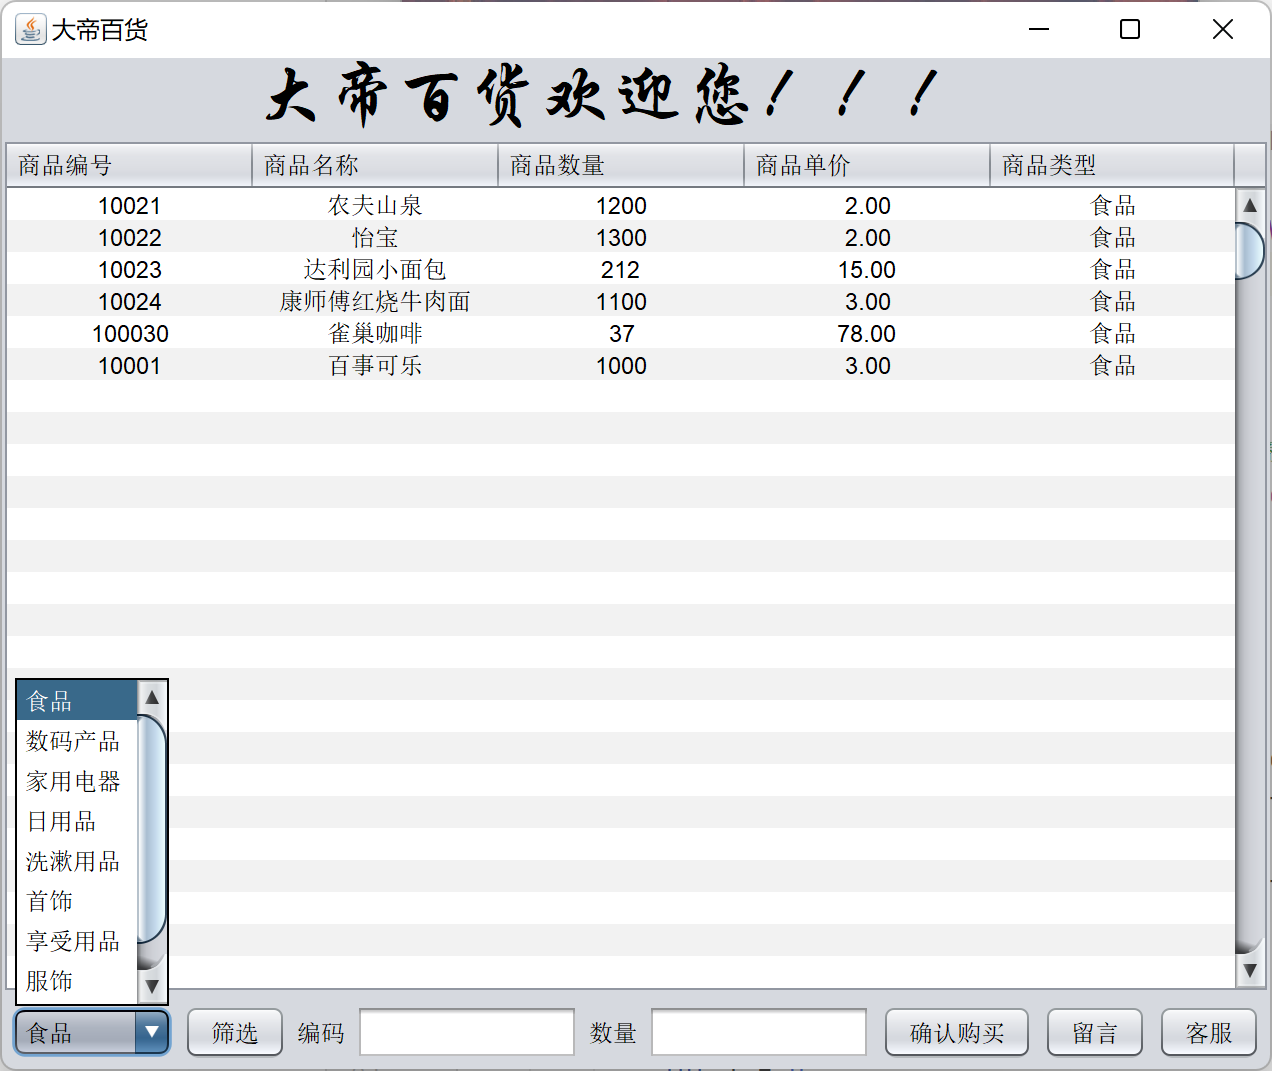 大帝百货
大帝百货欢迎您！！！
商品编号 商品名称 商品数量 商品单价 商品类型
10021 农夫山泉 1200 2.00 食品
10022 怡宝 1300 2.00 食品
10023 达利园小面包 212 15.00 食品
10024 康师傅红烧牛肉面 1100 3.00 食品
100030 雀巢咖啡 37 78.00 食品
10001 百事可乐 1000 3.00 食品
食品
数码产品
家用电器
日用品
洗漱用品
首饰
享受用品
服饰
食品 筛选 编码 数量 确认购买 留言 客服